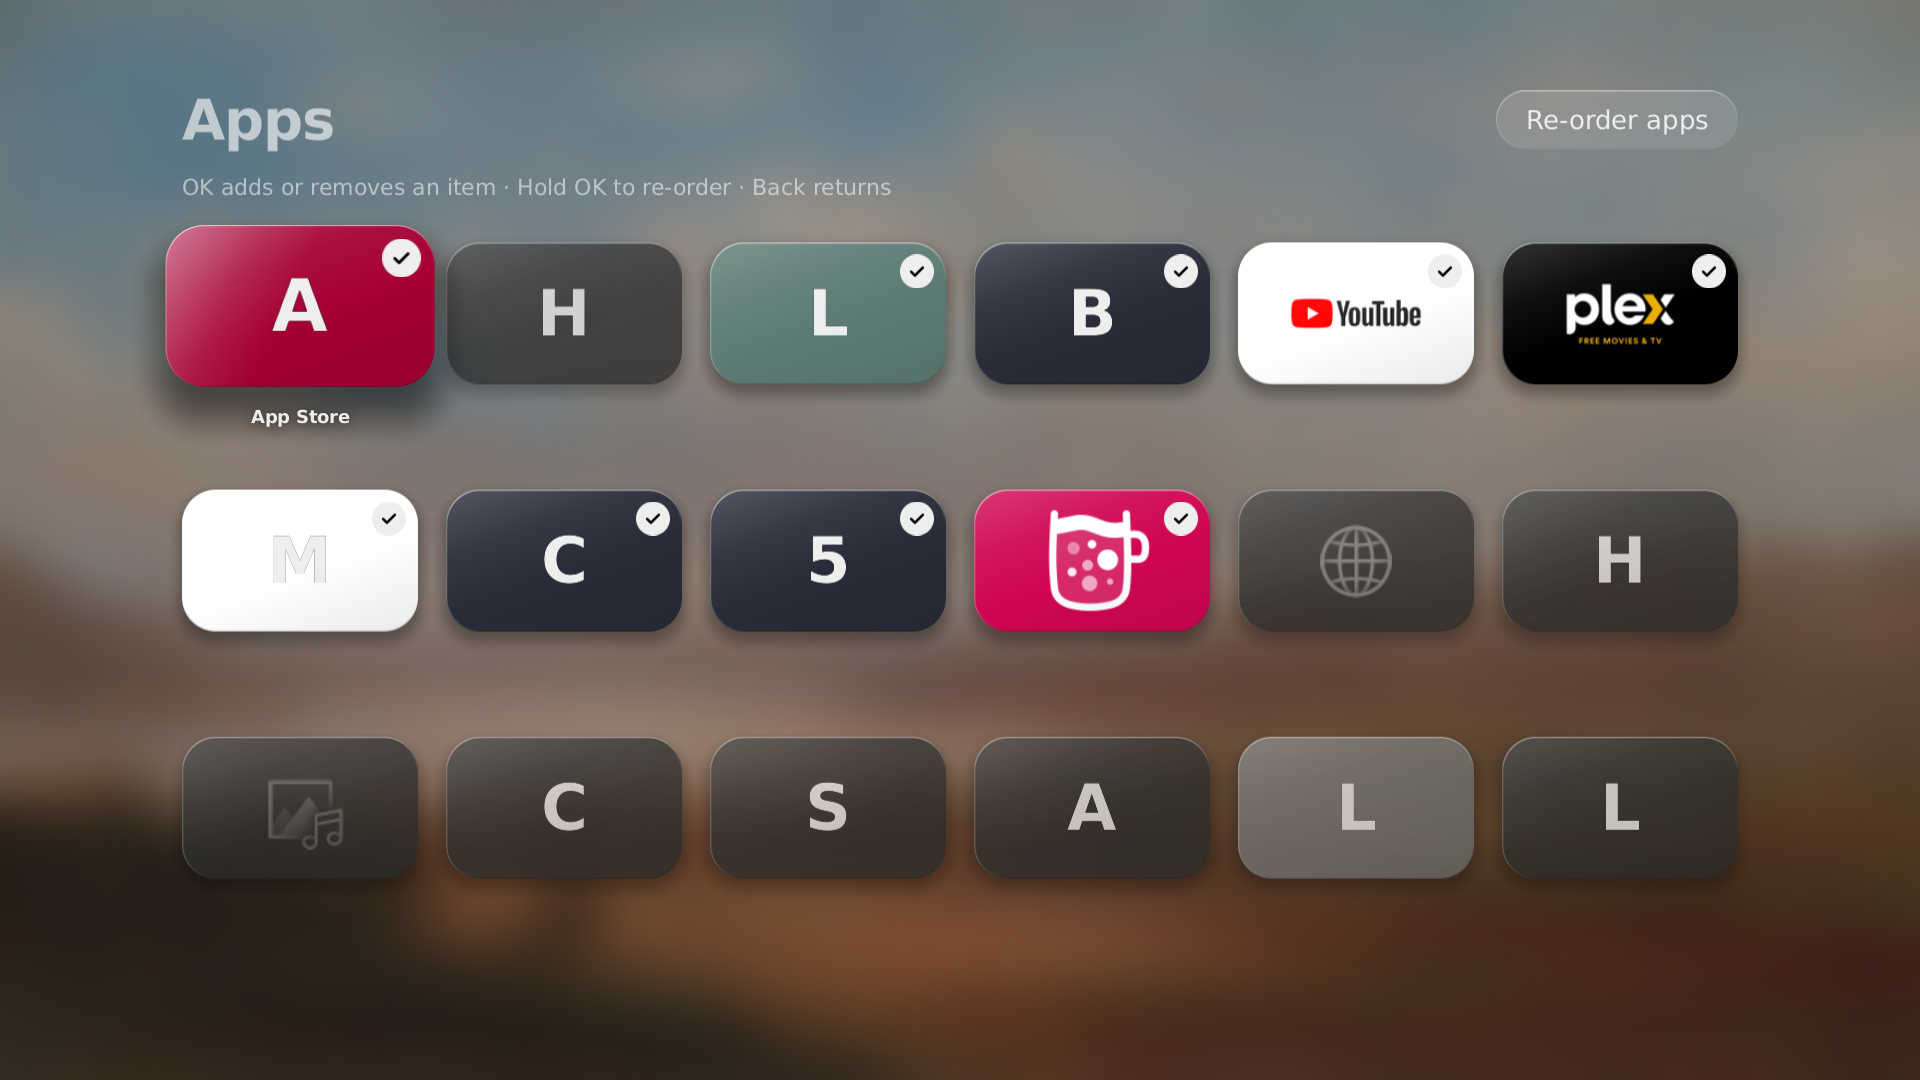 Apps
Re-order apps
OK adds or removes an item · Hold OK to re-order · Back returns
A
H
L
B
YouTube
plex
FREE MOVIES & TV
App Store
M
C
5
H
C
S
A
L
L